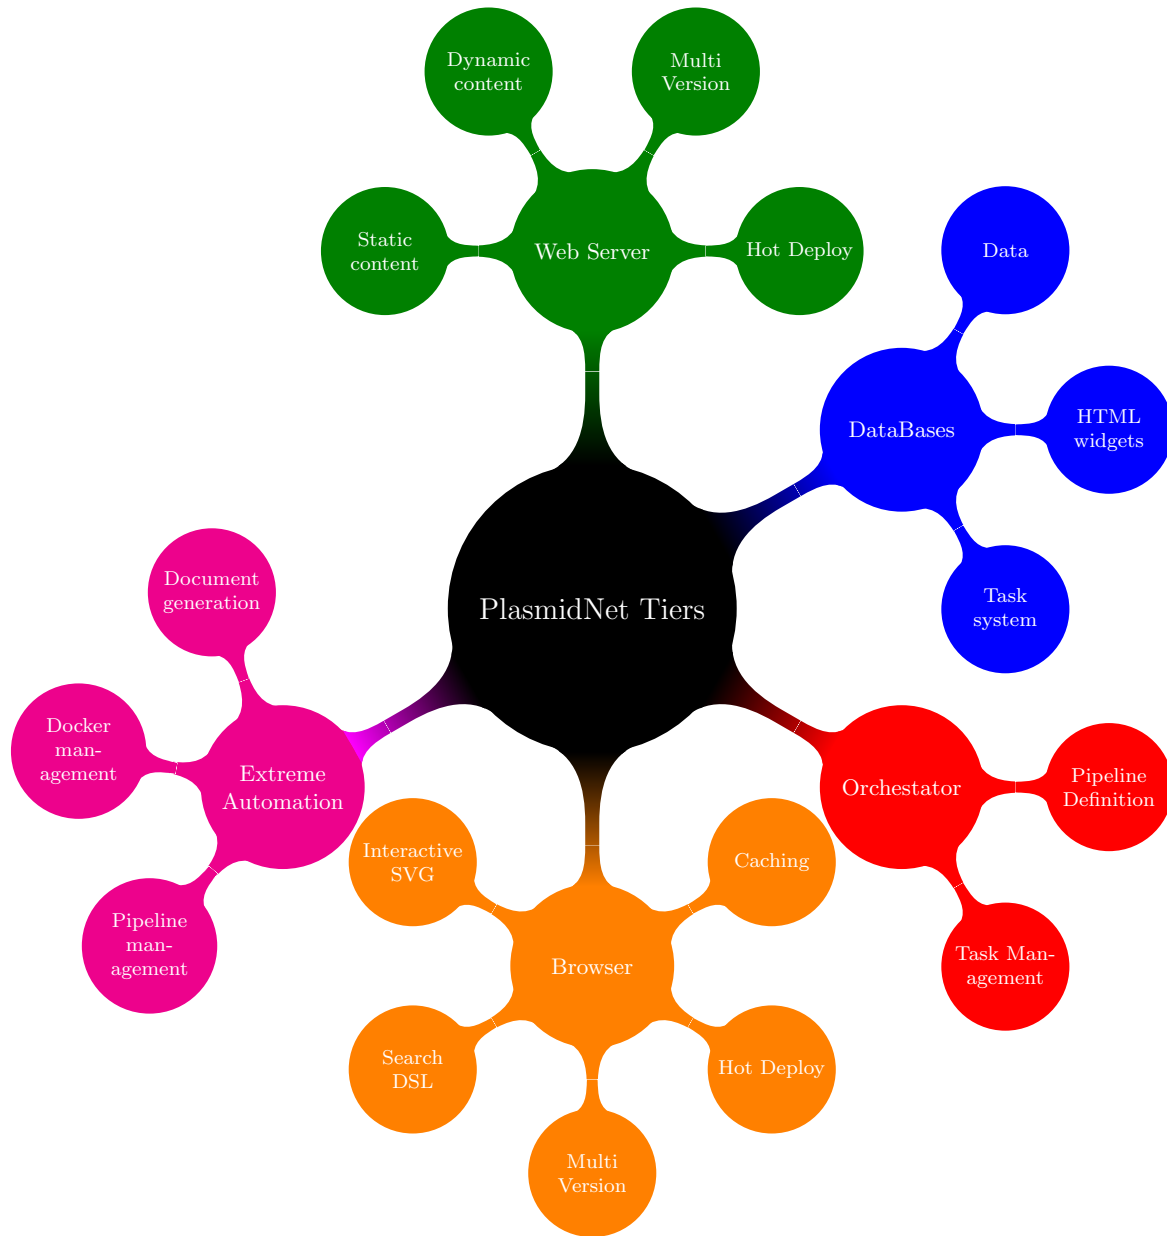 Dynamic
content
Multi
Version
Static
content
Web Server
Hot Deploy
Data
DataBases
HTML
widgets
Task
system
PlasmidNet Tiers
Document
generation
Docker
man-
agement
Extreme
Automation
Pipeline
man-
agement
Orchestator
Pipeline
Definition
Task Man-
agement
Interactive
SVG
Caching
Browser
Search
DSL
Hot Deploy
Multi
Version